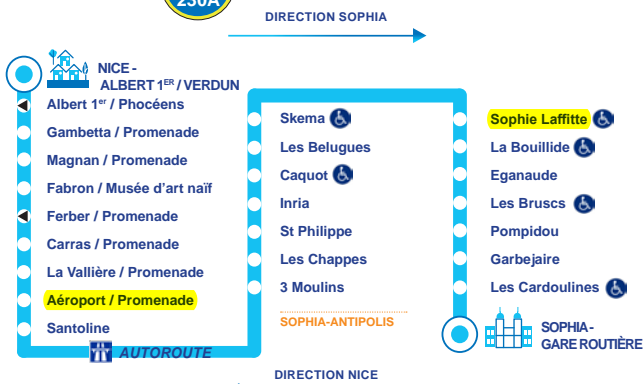 230A
DIRECTION SOPHIA
NICE -
ALBERT 1ER / VERDUN
Albert 1er / Phocéens
Gambetta / Promenade
Magnan / Promenade
Fabron / Musée d'art naïf
Ferber / Promenade
Carras / Promenade
La Vallière / Promenade
Aéroport / Promenade
Santoline
AUTOROUTE
Skema
Les Belugues
Caquot
Inria
St Philippe
Les Chappes
3 Moulins
SOPHIA-ANTIPOLIS
Sophie Laffitte
La Bouillide
Eganaude
Les Bruscs
Pompidou
Garbejaire
Les Cardoulines
SOPHIA-
GARE ROUTIÈRE
DIRECTION NICE